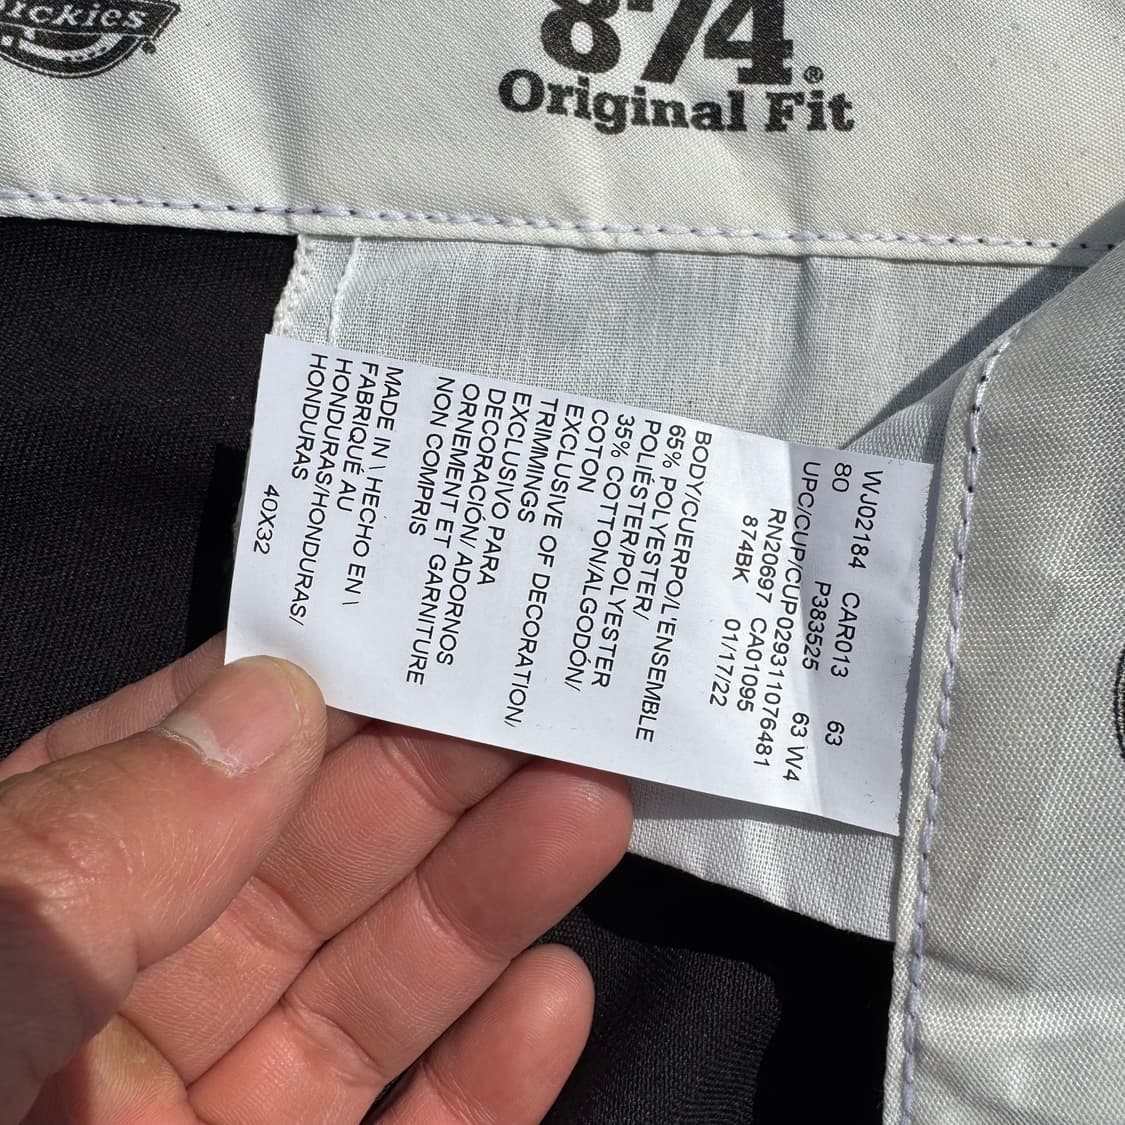 Dickies
874®
Original Fit
WJ02184 CAR013 63
80 P383525 63 W4
UPC/CUP/CUP029311076481
RN20697 CA01095
874BK 01/17/22
BODY/CUERPO/L'ENSEMBLE
65% POLYESTER/
POLIÉSTER/POLYESTER
35% COTTON/ALGODÓN/
COTON
EXCLUSIVE OF DECORATION/
TRIMMINGS
EXCLUSIVO PARA
DECORACIÓN/ ADORNOS
ORNEMENT ET GARNITURE
NON COMPRIS
MADE IN \ HECHO EN \
FABRIQUÉ AU
HONDURAS/HONDURAS/
HONDURAS
40X32